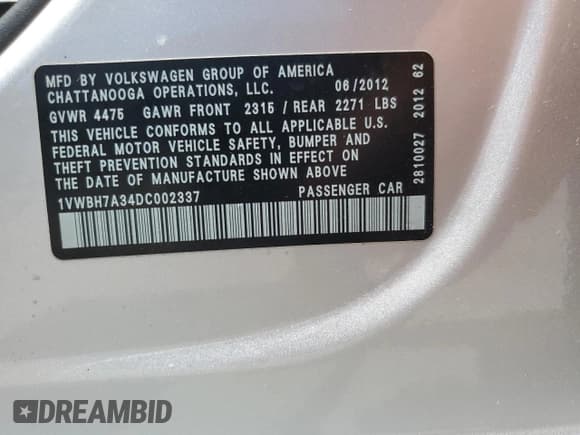 MFD BY VOLKSWAGEN GROUP OF AMERICA
CHATTANOOGA OPERATIONS, LLC. 06/2012
GVWR 4475 GAWR FRONT 2315 / REAR 2271 LBS
THIS VEHICLE CONFORMS TO ALL APPLICABLE U.S.
FEDERAL MOTOR VEHICLE SAFETY, BUMPER AND
THEFT PREVENTION STANDARDS IN EFFECT ON
THE DATE OF MANUFACTURE SHOWN ABOVE
1VWBH7A34DC002337 PASSENGER CAR
2810027 2012 62
DREAMBID